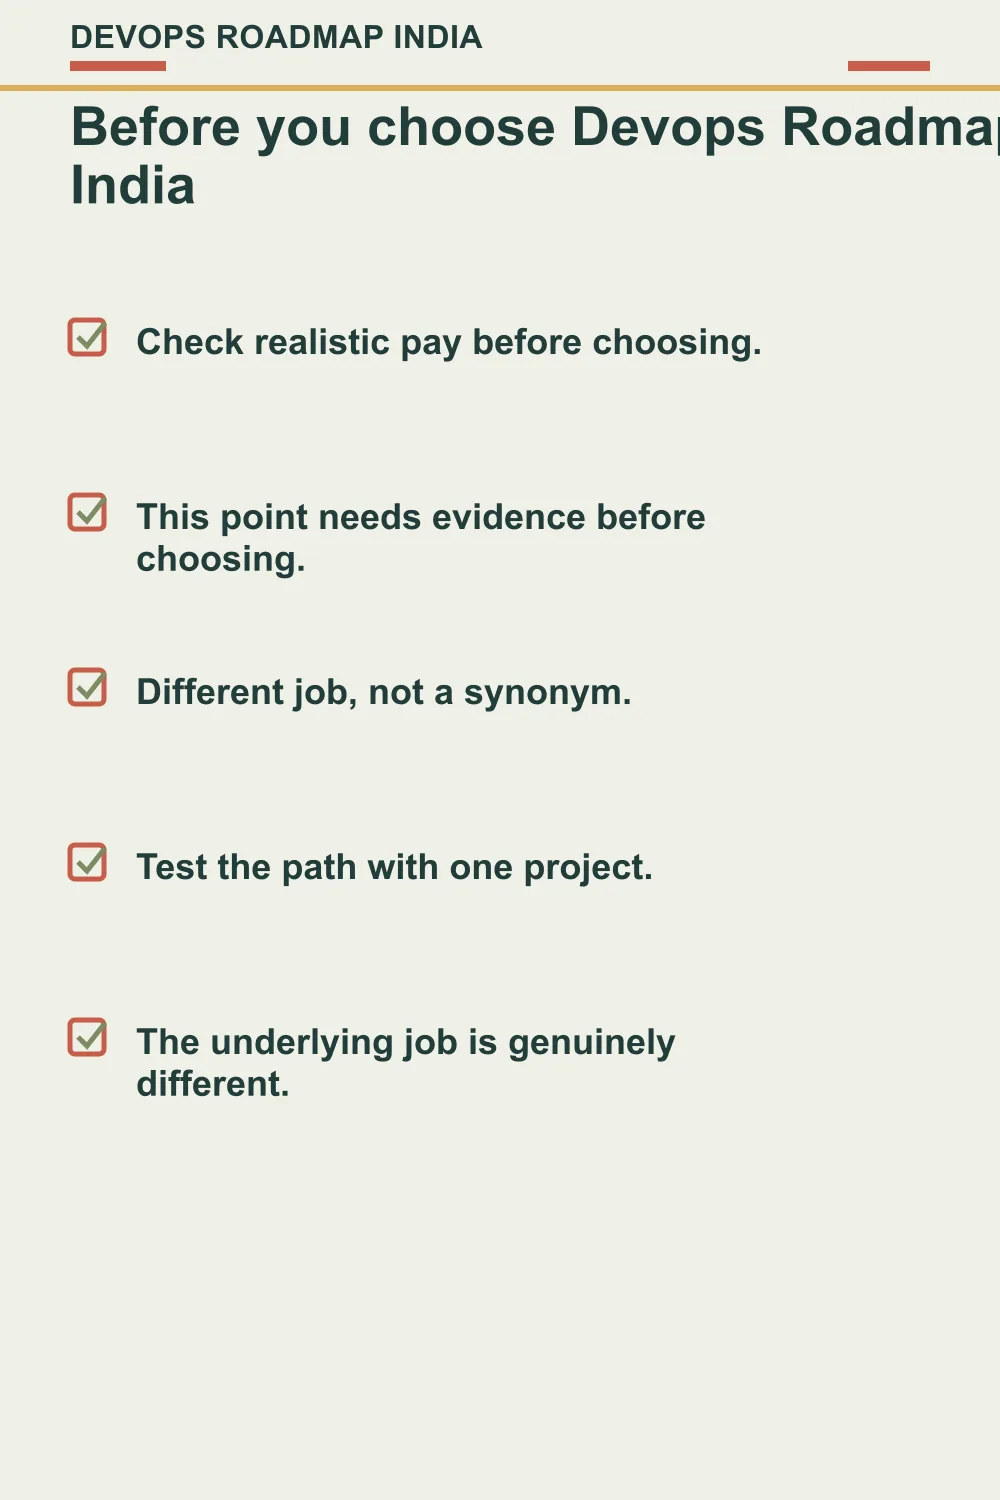 DEVOPS ROADMAP INDIA
Before you choose Devops Roadmap
India
Check realistic pay before choosing.
This point needs evidence before
choosing.
Different job, not a synonym.
Test the path with one project.
The underlying job is genuinely
different.